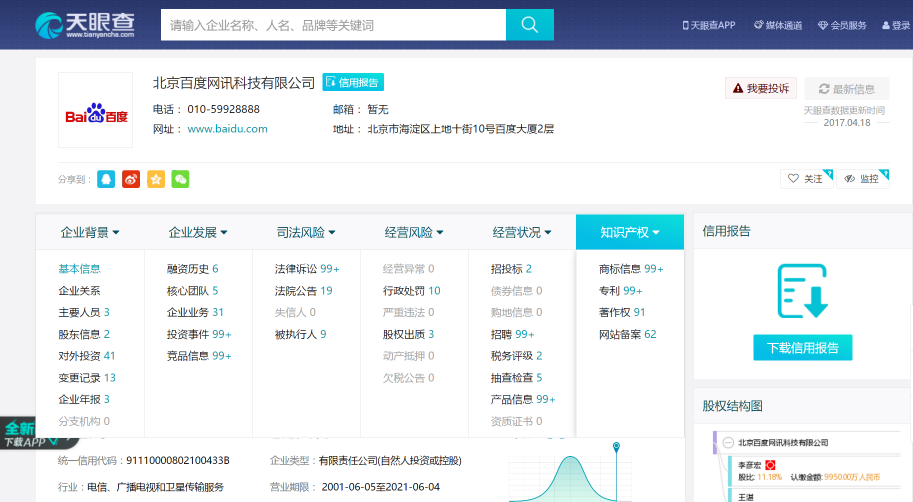 天眼查 请输入企业名称、人名、品牌等关键词 天眼查APP 媒体通道 会员服务 登录
www.tianyancha.com
北京百度网讯科技有限公司 信用报告 我要投诉 最新信息
电话： 010-59928888 邮箱： 暂无 天眼查数据更新时间
网址： www.baidu.com 地址： 北京市海淀区上地十街10号百度大厦2层 2017.04.18
Bai du 百度
分享到： 关注 监控
企业背景 企业发展 司法风险 经营风险 经营状况 知识产权 信用报告
基本信息 融资历史 6 法律诉讼 99+ 经营异常 0 招投标 2 商标信息 99+
企业关系 核心团队 5 法院公告 19 行政处罚 10 债券信息 0 专利 99+
主要人员 3 企业业务 31 失信人 0 严重违法 0 购地信息 0 著作权 91
股东信息 2 投资事件 99+ 被执行人 9 股权出质 3 招聘 99+ 网站备案 62
对外投资 41 竞品信息 99+ 动产抵押 0 税务评级 2 下载信用报告
变更记录 13 欠税公告 0 抽查检查 5
企业年报 3 产品信息 99+ 股权结构图
分支机构 0 资质证书 0
全新
下载APP
北京百度网讯科技有限公司
统一信用代码：91110000802100433B 企业类型：有限责任公司(自然人投资或控股)
李彦宏
股比: 11.18% 认缴金额: 9950.00万人民币
行业：电信、广播电视和卫星传输服务 营业期限： 2001-06-05至2021-06-04
王湛